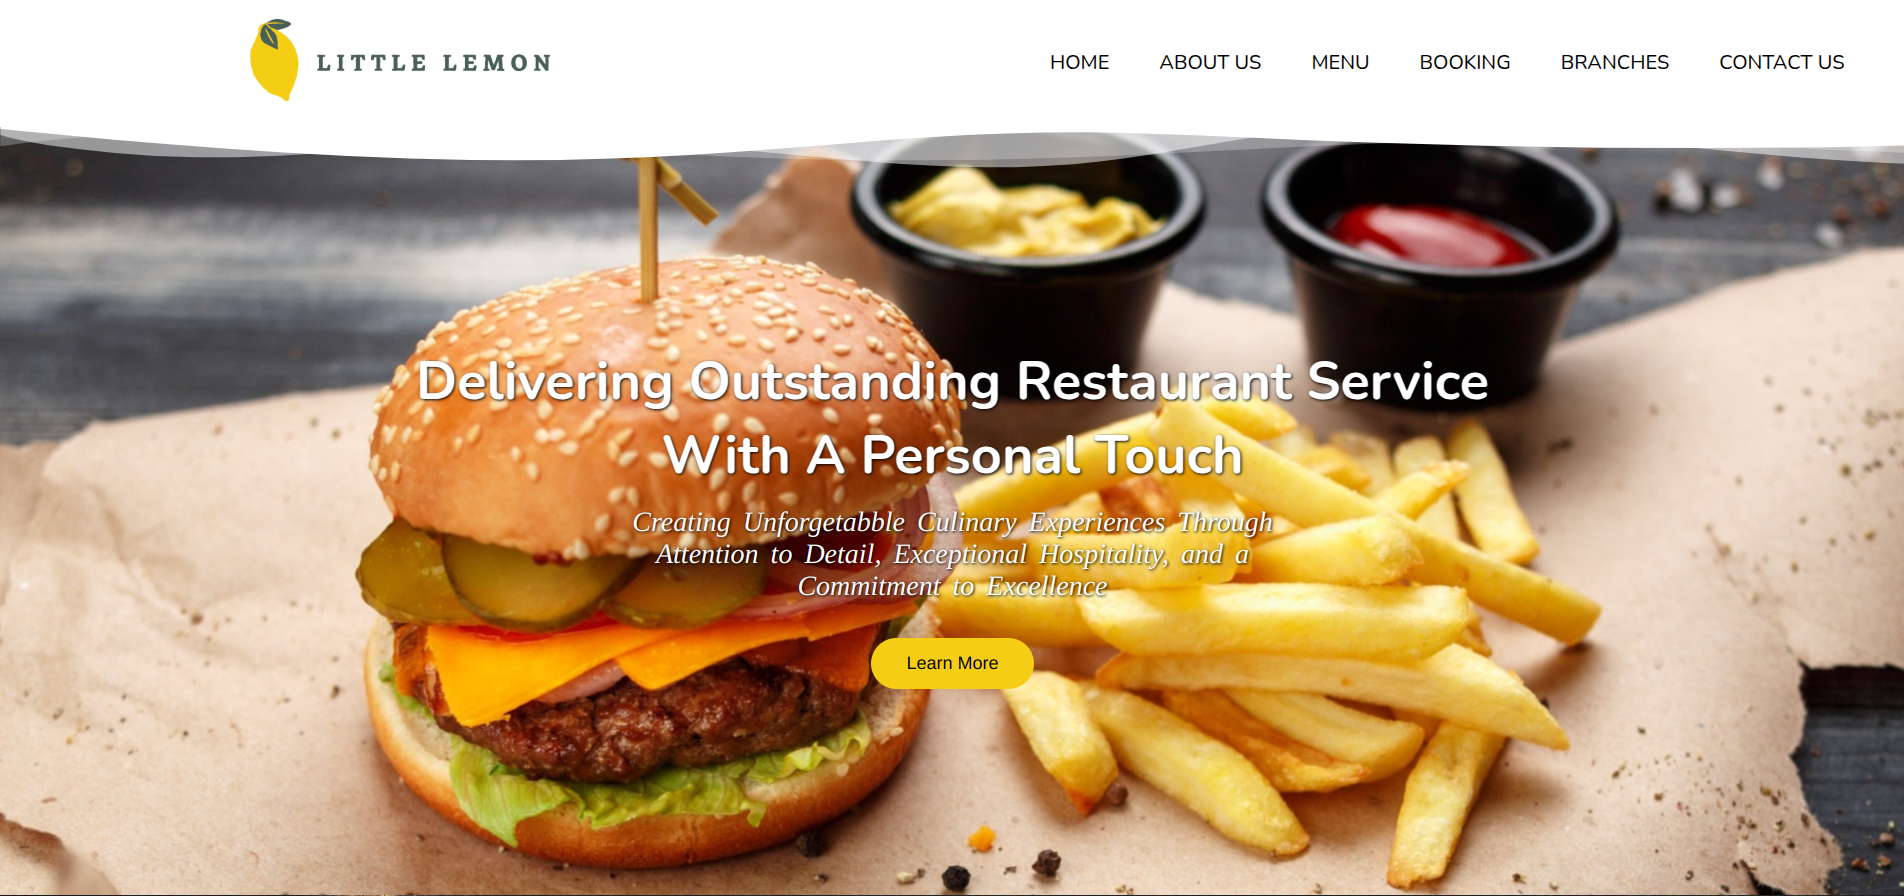 LITTLE LEMON
HOME ABOUT US MENU BOOKING BRANCHES CONTACT US
Delivering Outstanding Restaurant Service
With A Personal Touch
Creating Unforgetabble Culinary Experiences Through
Attention to Detail, Exceptional Hospitality, and a
Commitment to Excellence
Learn More